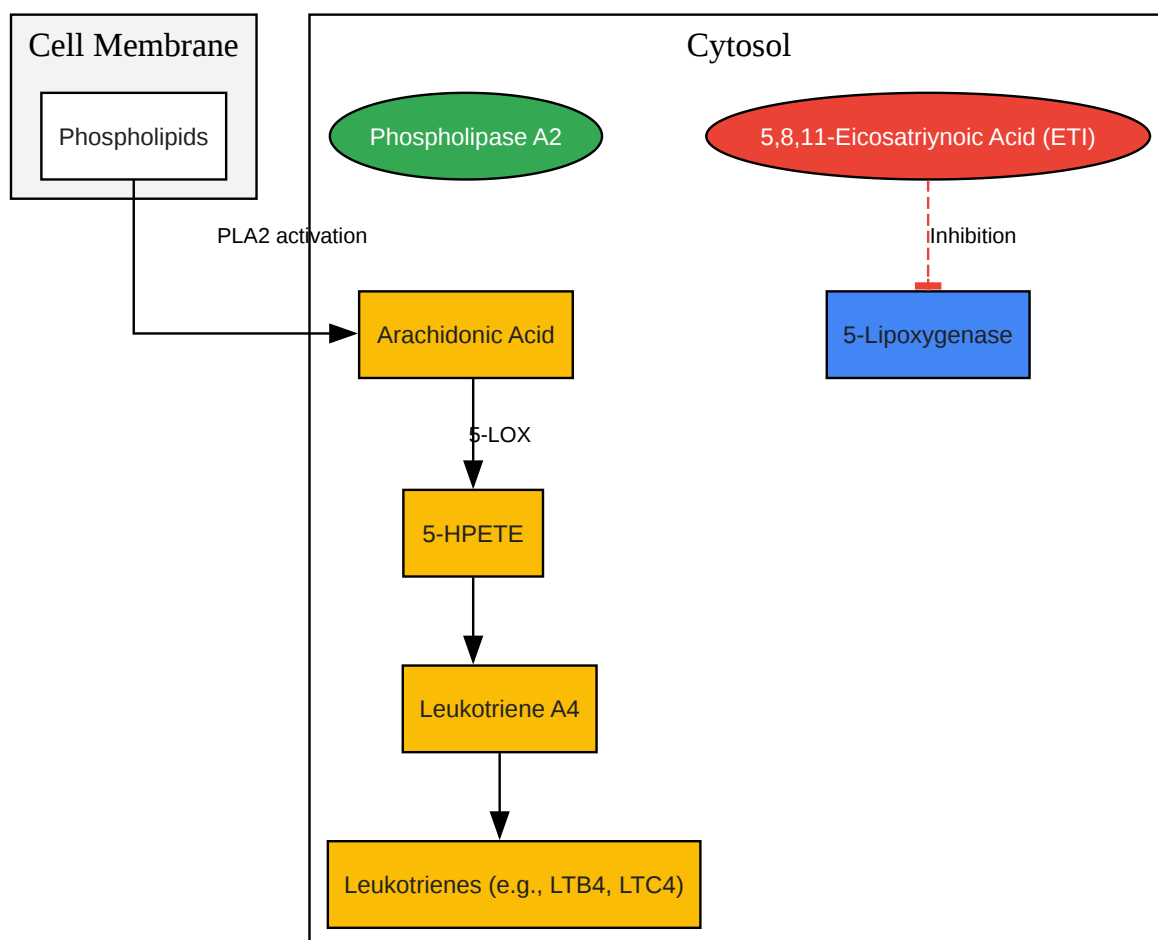 Cell Membrane
Cytosol
Phospholipids
Phospholipase A2
5,8,11-Eicosatriynoic Acid (ETI)
PLA2 activation
Inhibition
Arachidonic Acid
5-Lipoxygenase
5-LOX
5-HPETE
Leukotriene A4
Leukotrienes (e.g., LTB4, LTC4)